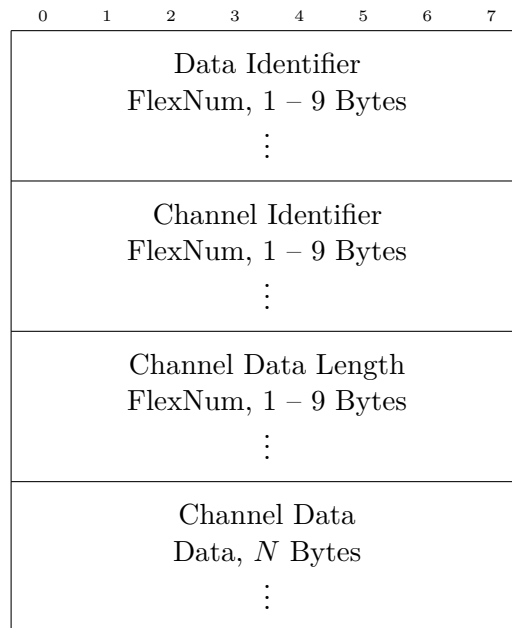 0 1 2 3 4 5 6 7
Data Identifier
FlexNum, 1 – 9 Bytes
⋮
Channel Identifier
FlexNum, 1 – 9 Bytes
⋮
Channel Data Length
FlexNum, 1 – 9 Bytes
⋮
Channel Data
Data, N Bytes
⋮